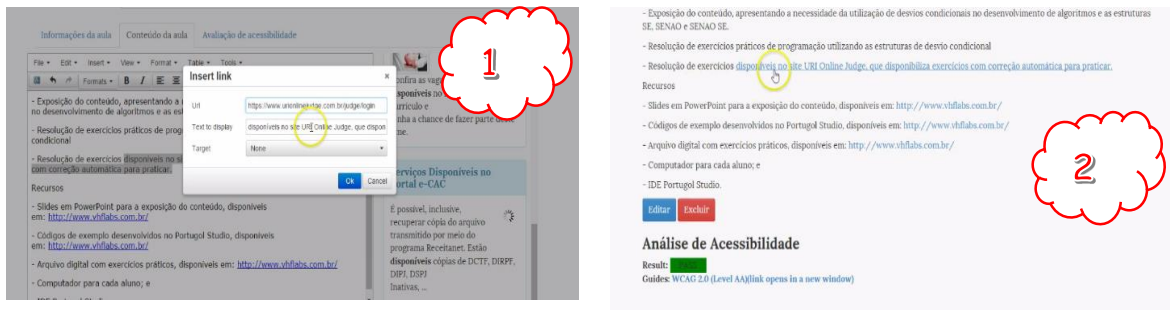 Informações da aula Conteúdo da aula Avaliação de acessibilidade
File Edit Insert View Format Table Tools
Formats B I
Insert link ×
Url https://www.urionlinejudge.com.br/judge/login
Text to display disponíveis no site URI Online Judge, que dispon
Target None
Ok Cancel
- Exposição do conteúdo, apresentando a
no desenvolvimento de algoritmos e as es
- Resolução de exercícios práticos de prog
condicional
- Resolução de exercícios disponíveis no si
com correção automática para praticar.
Recursos
- Slides em PowerPoint para a exposição do conteúdo, disponíveis
em: http://www.vhflabs.com.br/
- Códigos de exemplo desenvolvidos no Portugol Studio, disponíveis
em: http://www.vhflabs.com.br/
- Arquivo digital com exercícios práticos, disponíveis em: http://www.vhflabs.com.br/
- Computador para cada aluno; e
- IDE Portugol Studio
onfira as vag
sponíveis no
urrículo e
nha a chance de fazer parte deste
me.
erviços Disponíveis no
ortal e-CAC
É possível, inclusive,
recuperar cópia do arquivo
transmitido por meio do
programa Receitanet. Estão
disponíveis cópias de DCTF, DIRPF,
DIPJ, DSPJ
Inativas, ...
1
- Exposição do conteúdo, apresentando a necessidade da utilização de desvios condicionais no desenvolvimento de algoritmos e as estruturas
SE, SENAO e SENAO SE.
- Resolução de exercícios práticos de programação utilizando as estruturas de desvio condicional
- Resolução de exercícios disponíveis no site URI Online Judge, que disponibiliza exercícios com correção automática para praticar.
Recursos
- Slides em PowerPoint para a exposição do conteúdo, disponíveis em: http://www.vhflabs.com.br/
- Códigos de exemplo desenvolvidos no Portugol Studio, disponíveis em: http://www.vhflabs.com.br/
- Arquivo digital com exercícios práticos, disponíveis em: http://www.vhflabs.com.br/
- Computador para cada aluno; e
- IDE Portugol Studio.
Editar Excluir
Análise de Acessibilidade
Result:
Guides: WCAG 2.0 (Level AA)(link opens in a new window)
2